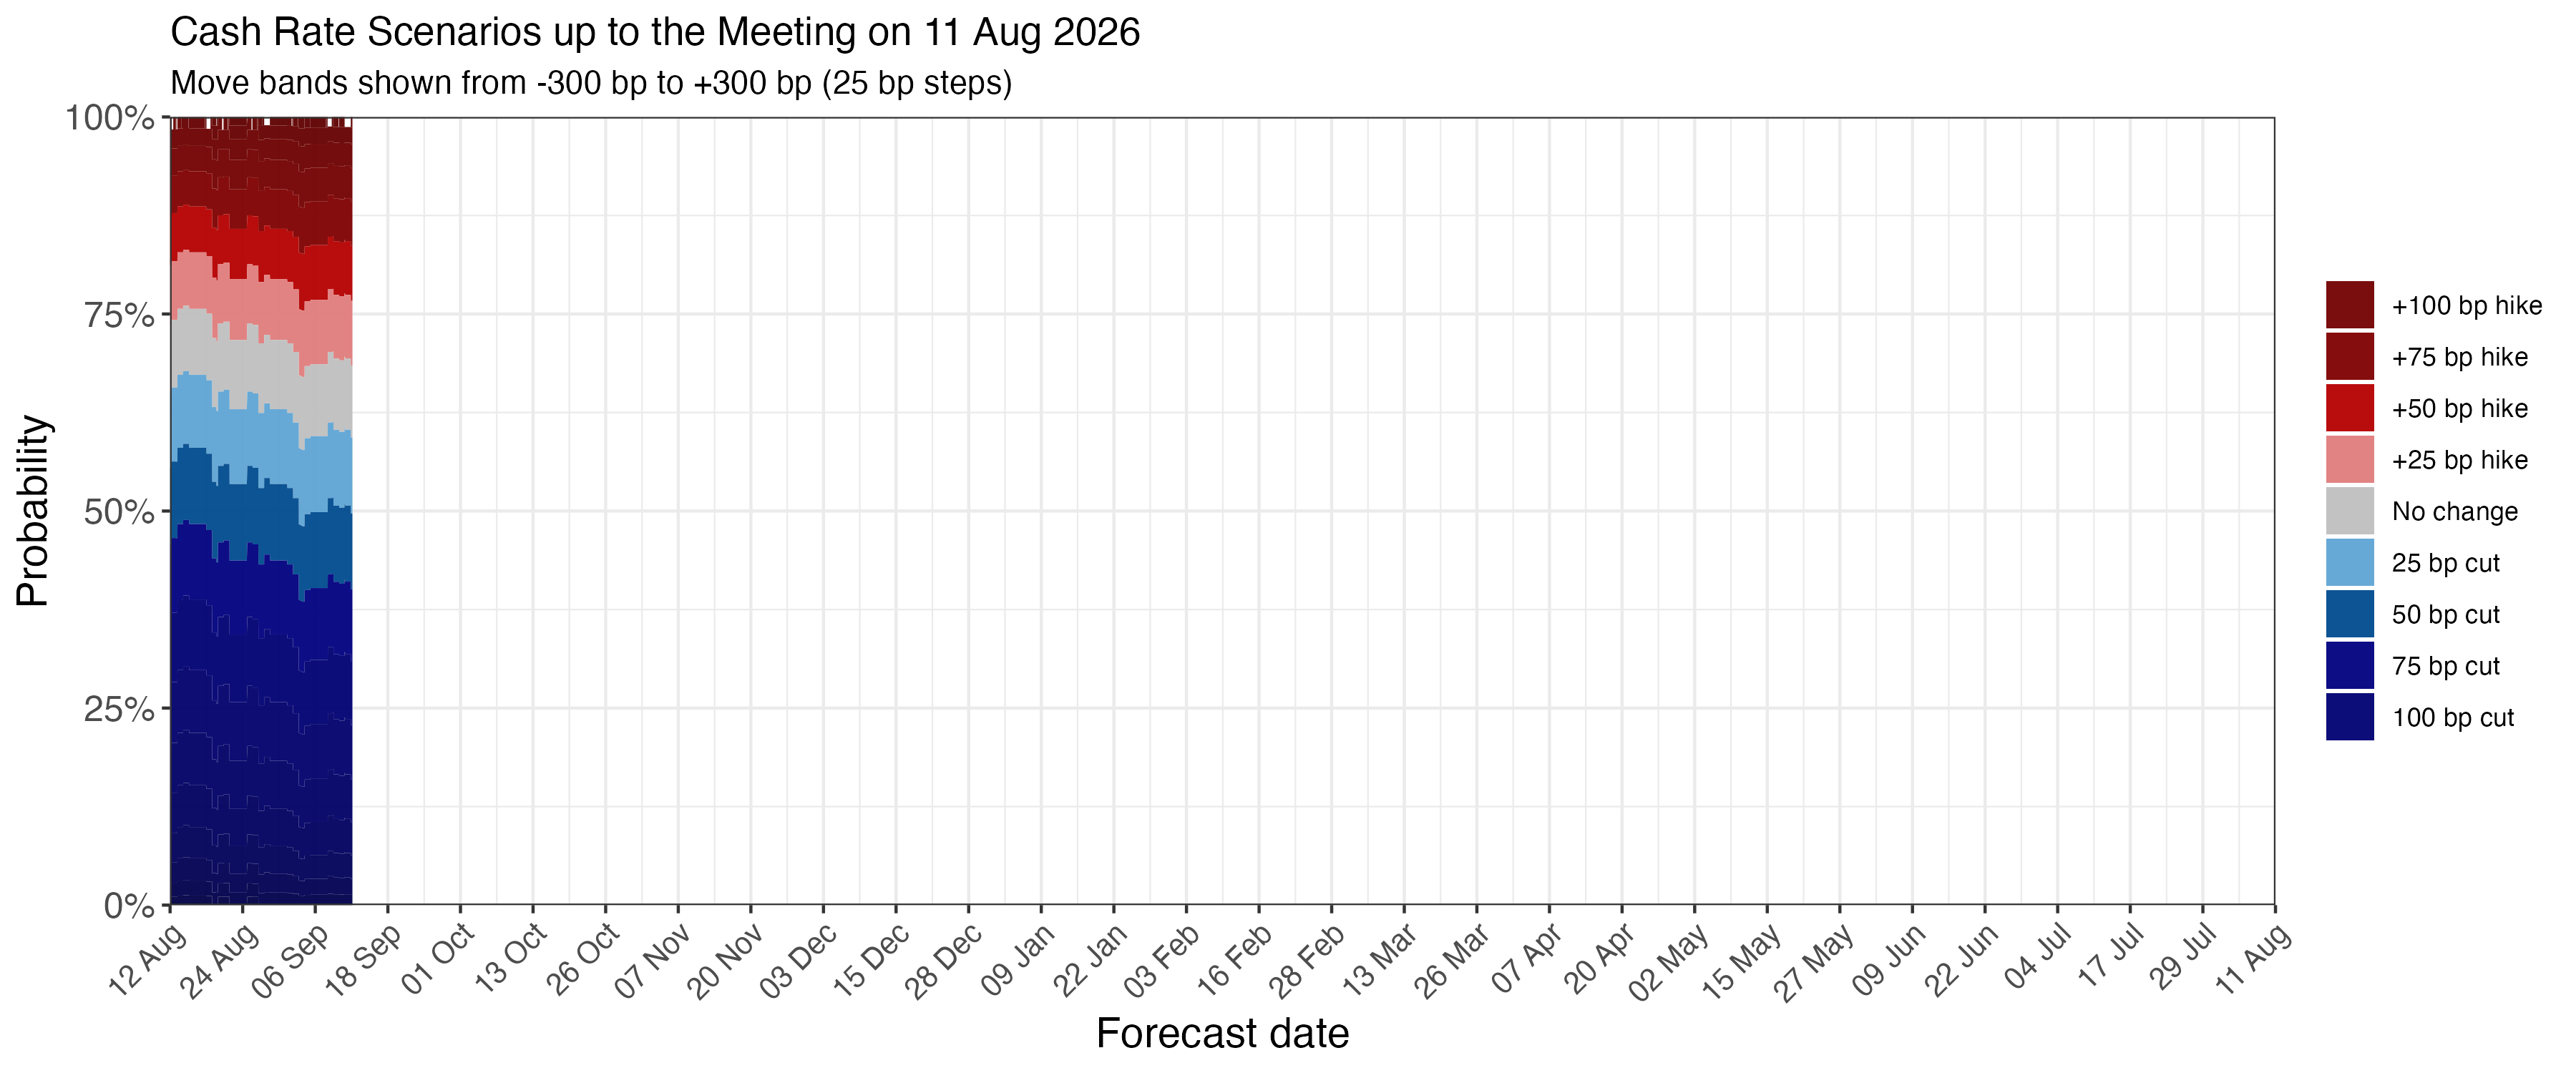 Cash Rate Scenarios up to the Meeting on 11 Aug 2026
Move bands shown from -300 bp to +300 bp (25 bp steps)
Probability
100%
75%
50%
25%
0%
12 Aug
24 Aug
06 Sep
18 Sep
01 Oct
13 Oct
26 Oct
07 Nov
20 Nov
03 Dec
15 Dec
28 Dec
09 Jan
22 Jan
03 Feb
16 Feb
28 Feb
13 Mar
26 Mar
07 Apr
20 Apr
02 May
15 May
27 May
09 Jun
22 Jun
04 Jul
17 Jul
29 Jul
11 Aug
Forecast date
+100 bp hike
+75 bp hike
+50 bp hike
+25 bp hike
No change
25 bp cut
50 bp cut
75 bp cut
100 bp cut